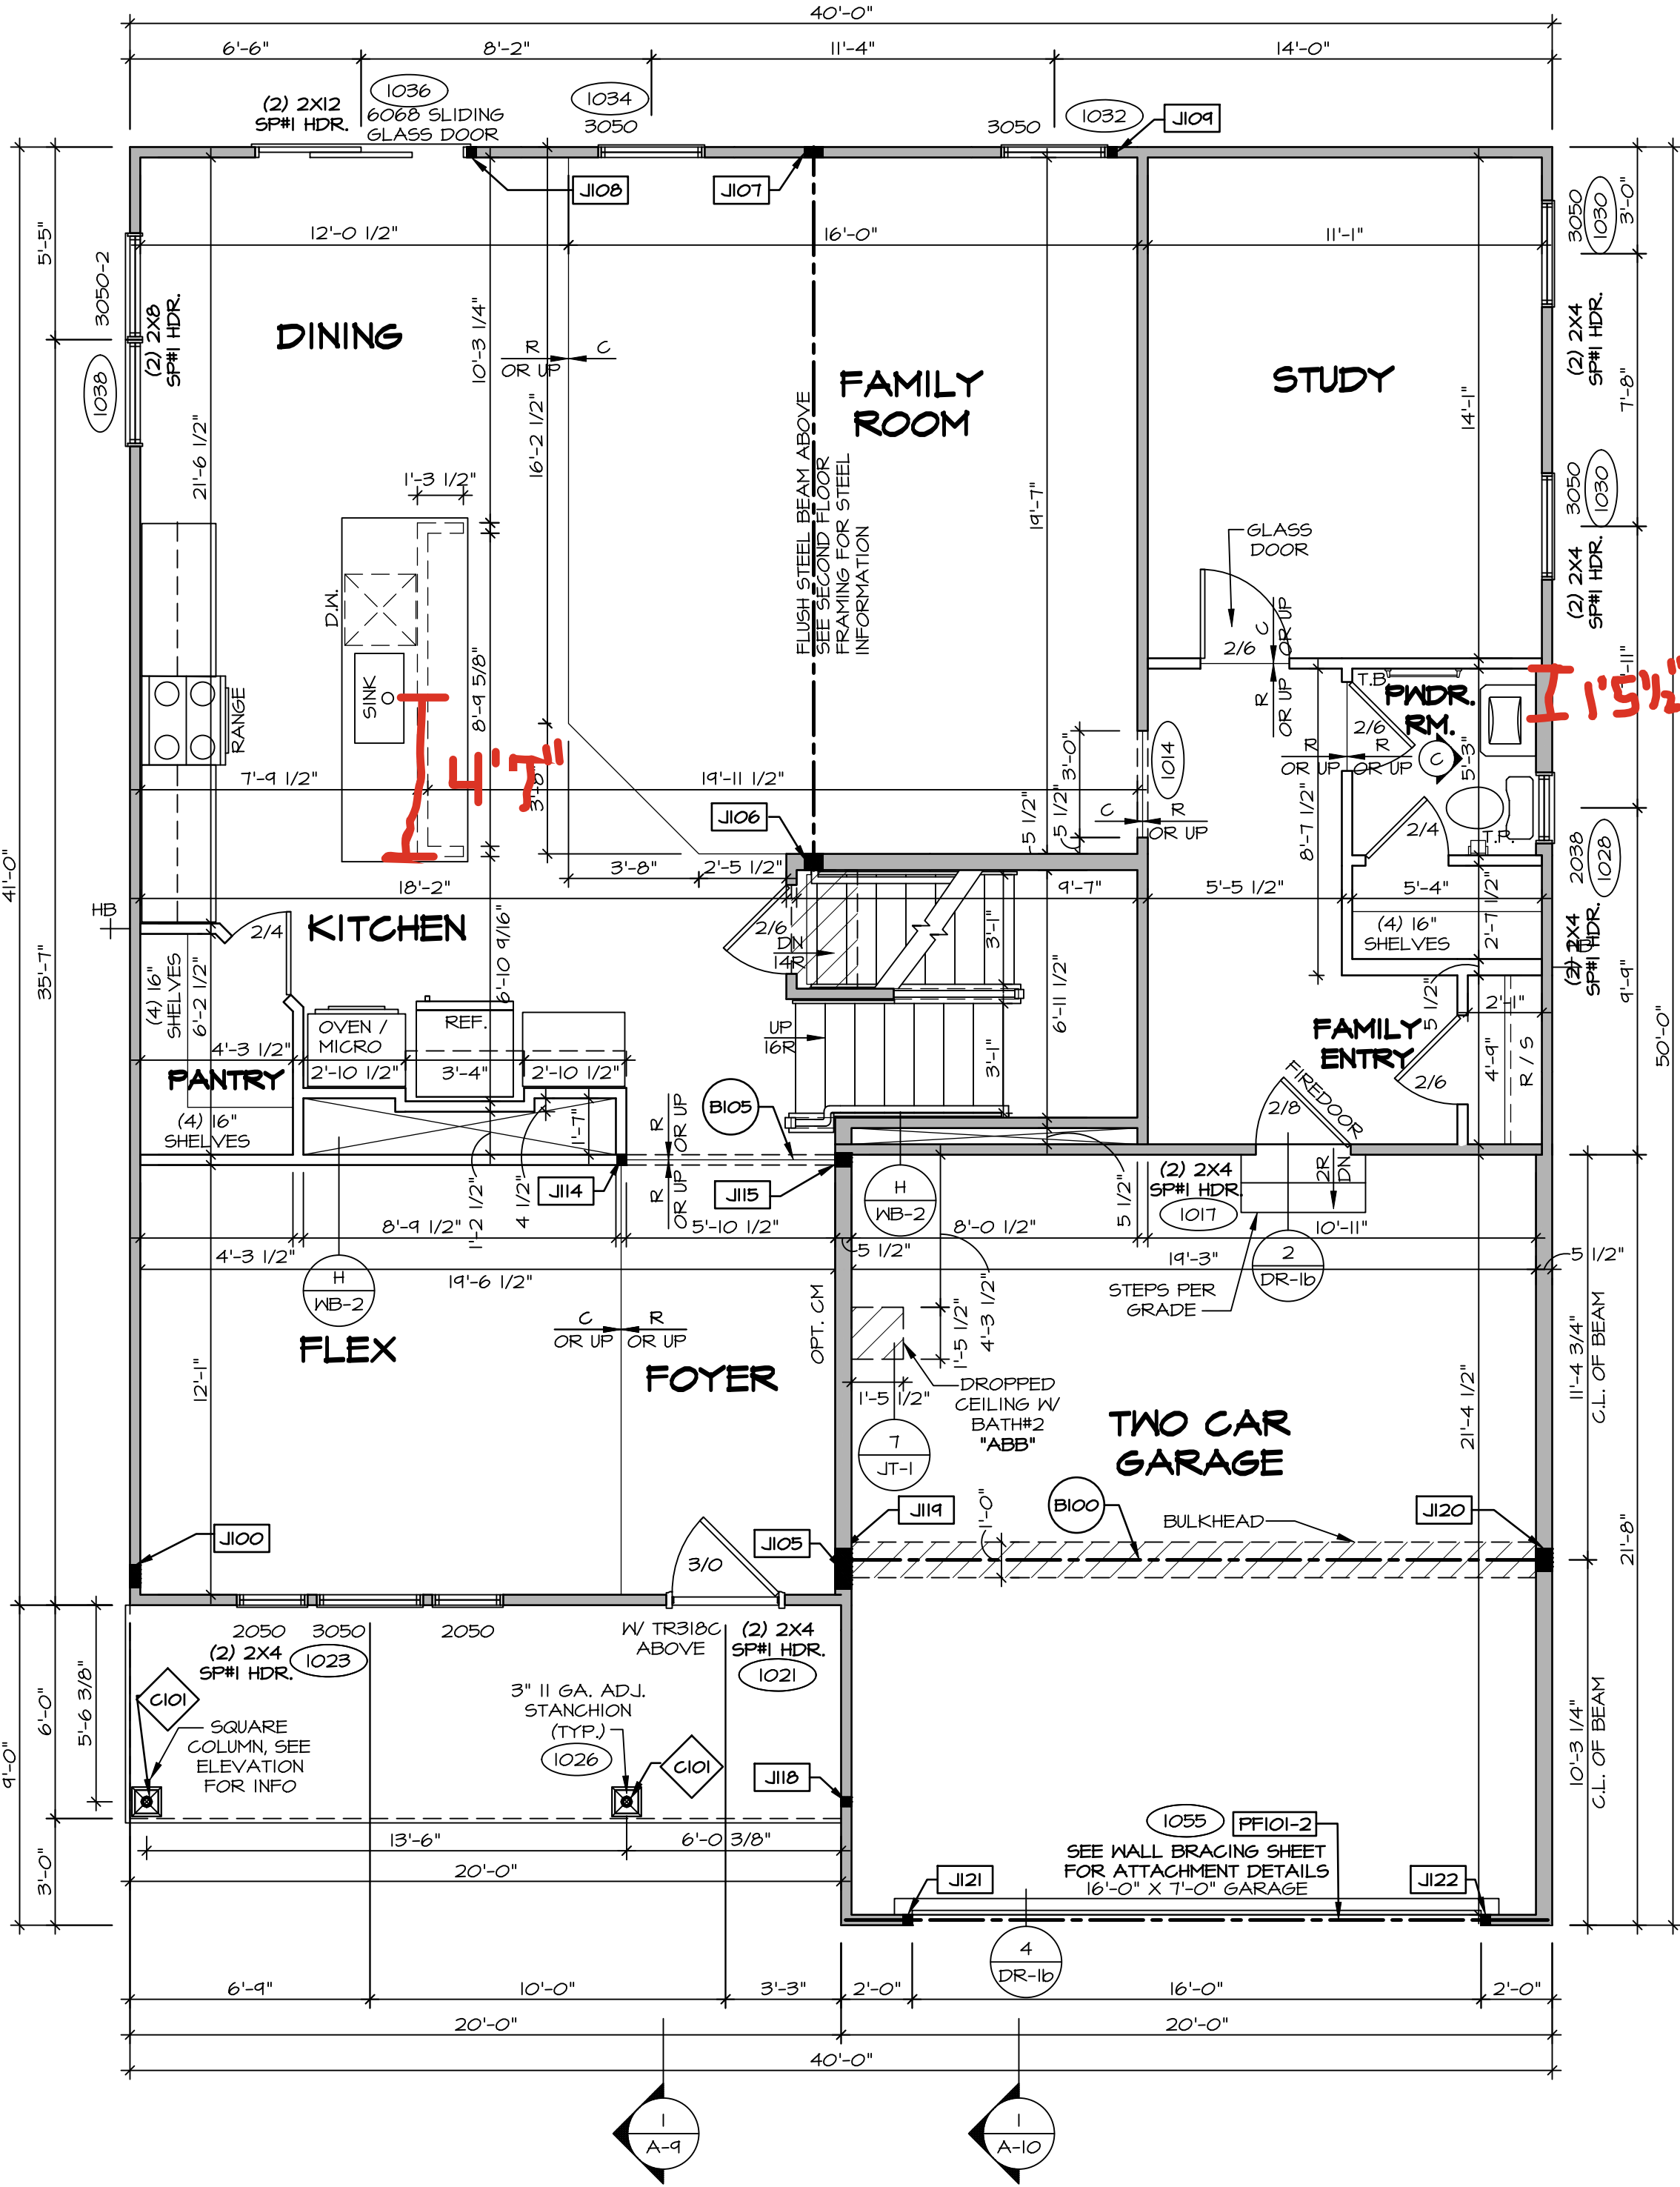 40'-0"
6'-6"
8'-2"
11'-4"
14'-0"
(2) 2X12
SP#1 HDR.
1036
6068 SLIDING
GLASS DOOR
1034
3050
3050
1032
J109
J108
J107
5'-5"
3050-2
(2) 2X8
SP#1 HDR.
1038
12'-0 1/2"
16'-0"
11'-1"
3050
1030
3'-0"
DINING
10'-3 1/4"
R
C
OR UP
16'-2 1/2"
FAMILY
ROOM
STUDY
14'-1"
(2) 2X4
SP#1 HDR.
7'-8"
21'-6 1/2"
1'-3 1/2"
FLUSH STEEL BEAM ABOVE
SEE SECOND FLOOR
FRAMING FOR STEEL
INFORMATION
19'-7"
GLASS
DOOR
3050
1030
(2) 2X4
SP#1 HDR.
D.W.
SINK
8'-9 5/8"
RANGE
2/6
C
OR UP
R
OR UP
T.B.
PWDR.
RM.
2/6
1'5½"
4'7"
7'-9 1/2"
3'-8"
19'-11 1/2"
3'-0"
1014
R
OR UP
R
OR UP
C
5'-3"
J106
5 1/2"
5 1/2"
C
R
OR UP
8'-7 1/2"
2/4
T.P.
2038
1028
41'-0"
35'-7"
3'-8"
2'-5 1/2"
18'-2"
9'-7"
5'-5 1/2"
5'-4"
HB
KITCHEN
2/4
2/6
DN
14R
3'-1"
(4) 16"
SHELVES
2'-7 1/2"
(2) 2X4
SP#1 HDR.
9'-9"
(4) 16"
SHELVES
6'-2 1/2"
6'-10 9/16"
OVEN /
MICRO
REF.
UP
16R
6'-11 1/2"
3'-1"
FAMILY
ENTRY
5 1/2"
2'-1"
4'-9"
R / S
50'-0"
4'-3 1/2"
PANTRY
2'-10 1/2"
3'-4"
2'-10 1/2"
2/6
2/8
FIREDOOR
(4) 16"
SHELVES
1'-7"
R
OR UP
B105
R
OR UP
J114
J115
H
WB-2
(2) 2X4
SP#1 HDR.
1017
2R
DN
1'-2 1/2"
4 1/2"
5 1/2"
8'-9 1/2"
5'-10 1/2"
8'-0 1/2"
10'-11"
4'-3 1/2"
19'-6 1/2"
5 1/2"
19'-3"
5 1/2"
H
WB-2
2
DR-1b
STEPS PER
GRADE
FLEX
C
R
OR UP
OR UP
OPT. CM
1'-5 1/2"
4'-3 1/2"
11'-4 3/4"
C.L. OF BEAM
12'-1"
FOYER
1'-5 1/2"
DROPPED
CEILING W/
BATH#2
"ABB"
7
JT-1
TWO CAR
GARAGE
21'-4 1/2"
J119
B100
J120
1'-0"
BULKHEAD
21'-8"
J100
J105
3/0
2050
3050
2050
(2) 2X4
SP#1 HDR.
1023
W/ TR318C
ABOVE
(2) 2X4
SP#1 HDR.
1021
C101
3" 11 GA. ADJ.
STANCHION
(TYP.)
1026
C101
SQUARE
COLUMN, SEE
ELEVATION
FOR INFO
J118
5'-6 3/8"
6'-0"
9'-0"
3'-0"
10'-3 1/4"
C.L. OF BEAM
13'-6"
6'-0 3/8"
20'-0"
1055
PF101-2
SEE WALL BRACING SHEET
FOR ATTACHMENT DETAILS
16'-0" X 7'-0" GARAGE
J121
J122
4
DR-1b
6'-9"
10'-0"
3'-3"
2'-0"
16'-0"
2'-0"
20'-0"
20'-0"
40'-0"
1
A-9
1
A-10